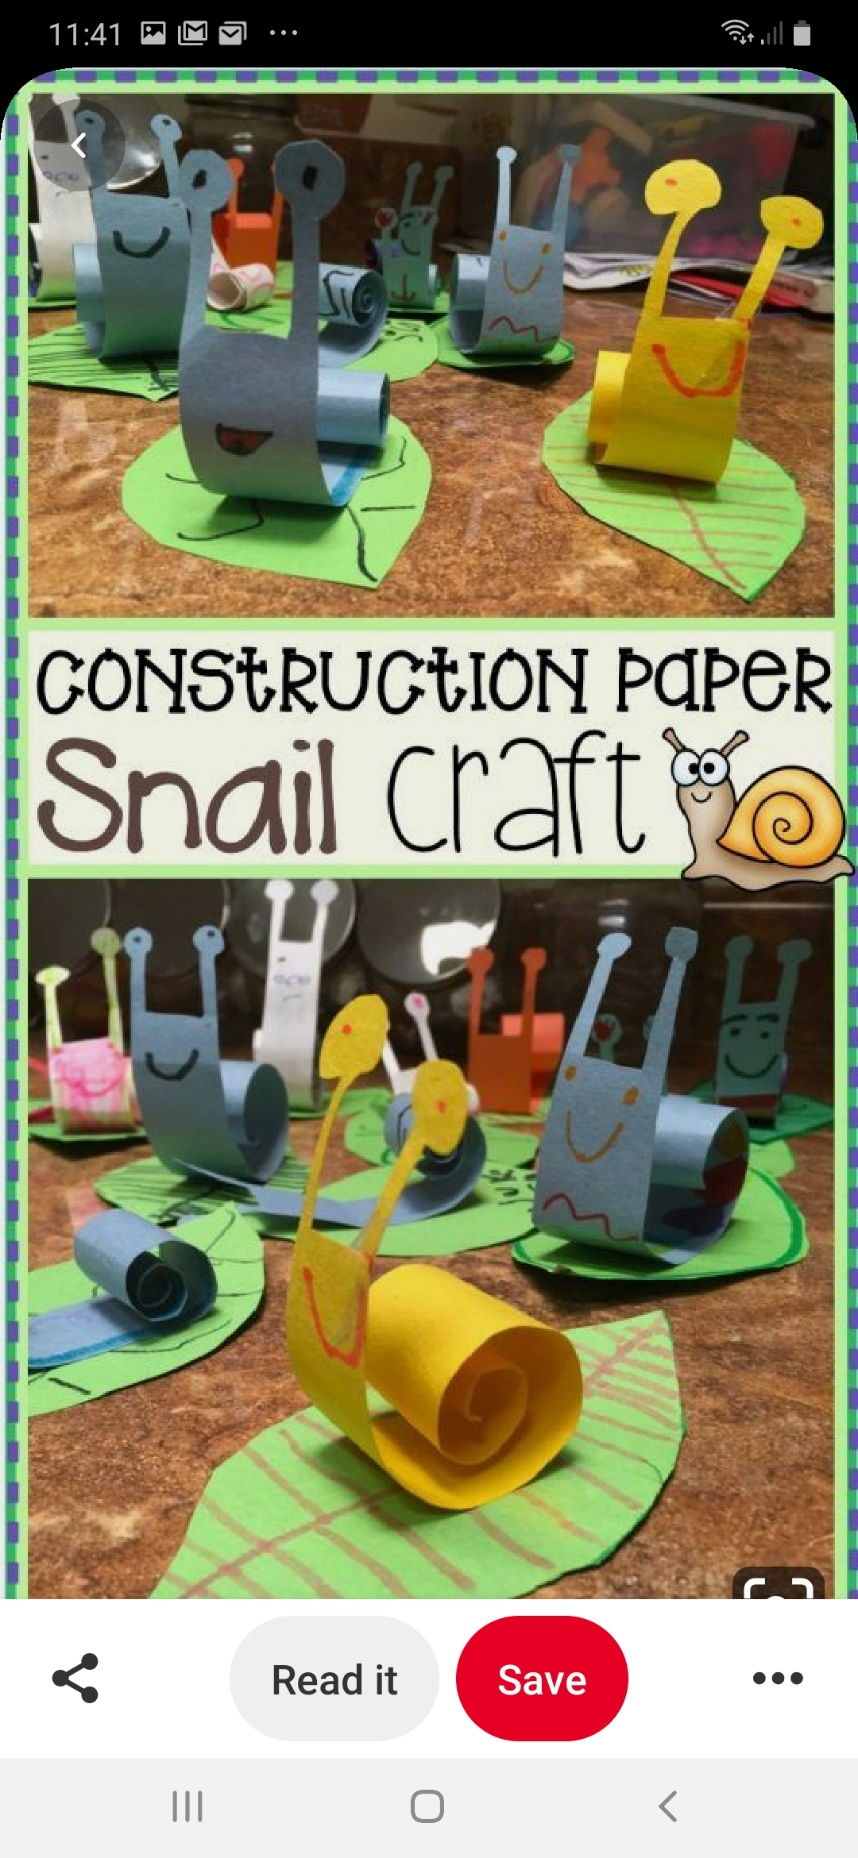 11:41
CONSTRUCTION PAPER
Snail craft
Read it
Save